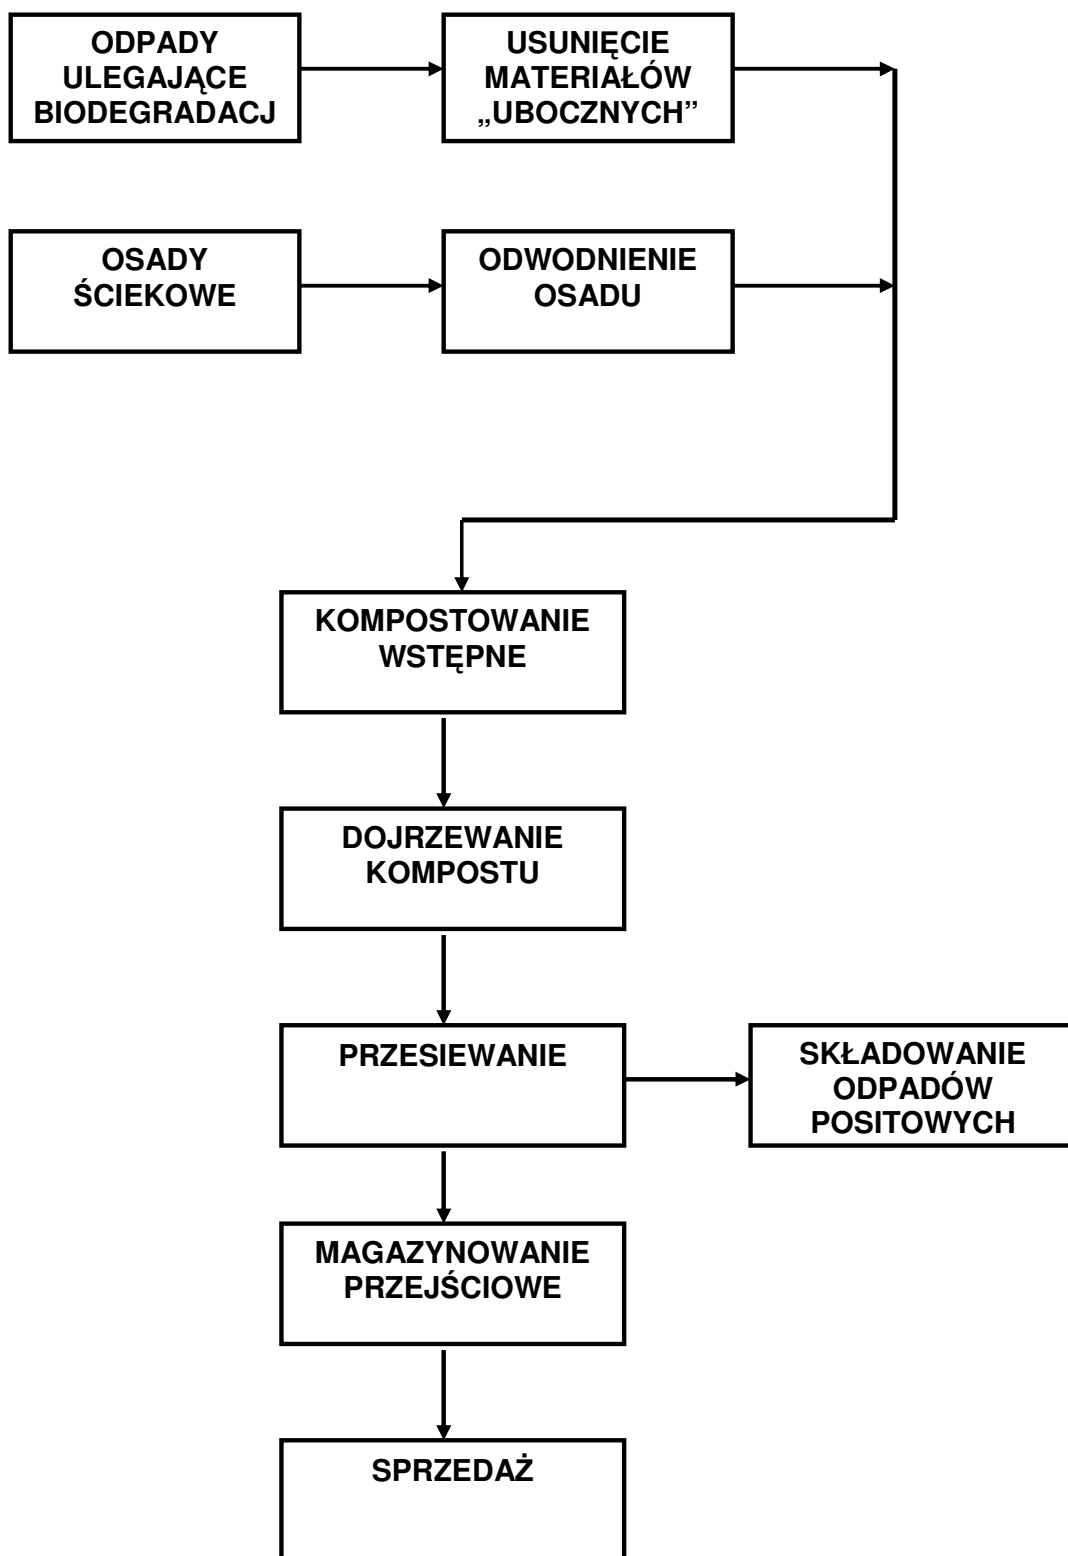 ODPADY
ULEGAJĄCE
BIODEGRADACJ
USUNIĘCIE
MATERIAŁÓW
„UBOCZNYCH”
OSADY
ŚCIEKOWE
ODWODNIENIE
OSADU
KOMPOSTOWANIE
WSTĘPNE
DOJRZEWANIE
KOMPOSTU
PRZESIEWANIE
SKŁADOWANIE
ODPADÓW
POSITOWYCH
MAGAZYNOWANIE
PRZEJŚCIOWE
SPRZEDAŻ